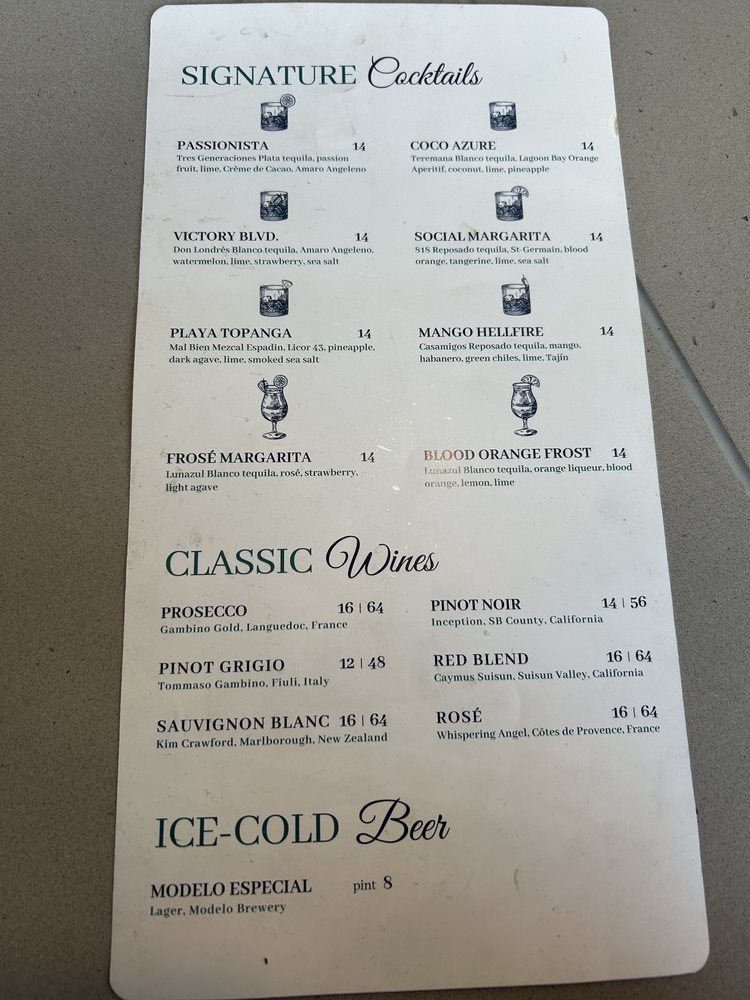 SIGNATURE Cocktails
PASSIONISTA 14
Tres Generaciones Plata tequila, passion
fruit, lime, Crème de Cacao, Amaro Angeleno
COCO AZURE 14
Teremana Blanco tequila, Lagoon Bay Orange
Aperitif, coconut, lime, pineapple
VICTORY BLVD. 14
Don Londrés Blanco tequila, Amaro Angeleno,
watermelon, lime, strawberry, sea salt
SOCIAL MARGARITA 14
818 Reposado tequila, St-Germain, blood
orange, tangerine, lime, sea salt
PLAYA TOPANGA 14
Mal Bien Mezcal Espadin, Licor 43, pineapple,
dark agave, lime, smoked sea salt
MANGO HELLFIRE 14
Casamigos Reposado tequila, mango,
habanero, green chiles, lime, Tajín
FROSÉ MARGARITA 14
Lunazul Blanco tequila, rosé, strawberry,
light agave
BLOOD ORANGE FROST 14
Lunazul Blanco tequila, orange liqueur, blood
orange, lemon, lime
CLASSIC Wines
PROSECCO 16 | 64
Gambino Gold, Languedoc, France
PINOT NOIR 14 | 56
Inception, SB County, California
PINOT GRIGIO 12 | 48
Tommaso Gambino, Fiuli, Italy
RED BLEND 16 | 64
Caymus Suisun, Suisun Valley, California
SAUVIGNON BLANC 16 | 64
Kim Crawford, Marlborough, New Zealand
ROSÉ 16 | 64
Whispering Angel, Côtes de Provence, France
ICE-COLD Beer
MODELO ESPECIAL pint 8
Lager, Modelo Brewery